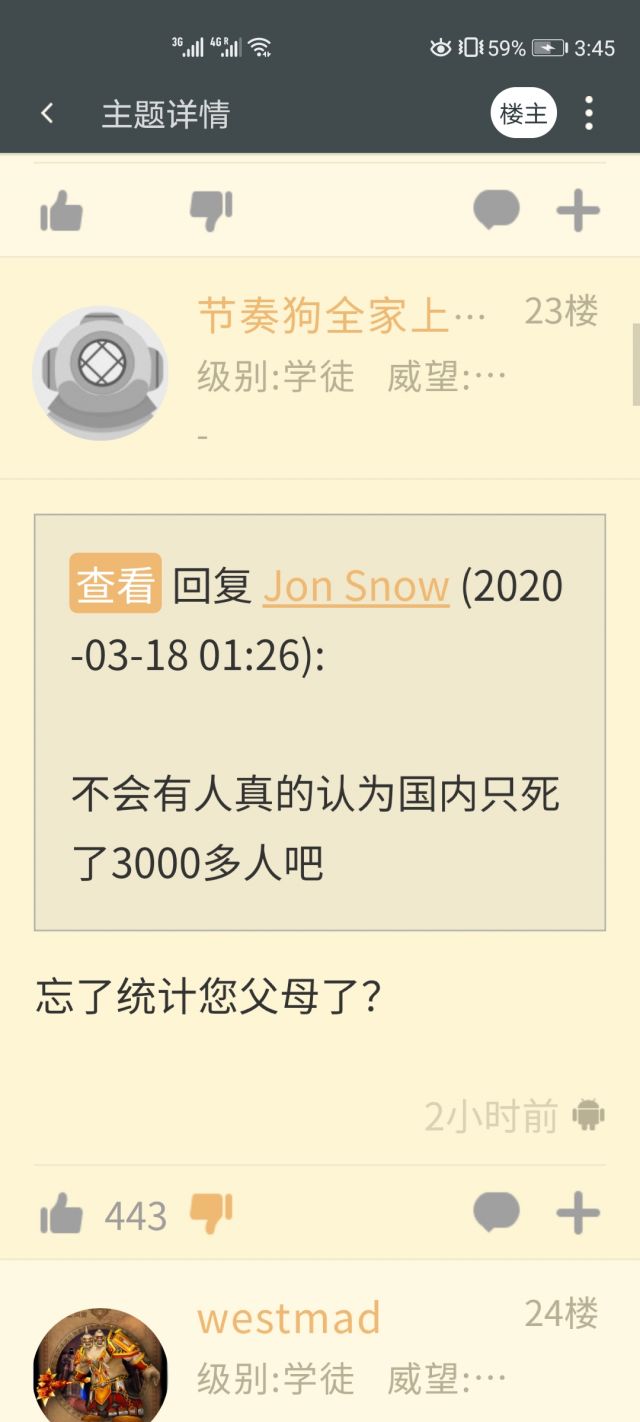 3G 4G R 59% 3:45
主题详情 楼主
节奏狗全家上… 23楼
级别:学徒 威望:…
-
查看 回复 Jon Snow (2020
-03-18 01:26):
不会有人真的认为国内只死
了3000多人吧
忘了统计您父母了？
2小时前
443
westmad 24楼
级别:学徒 威望:…